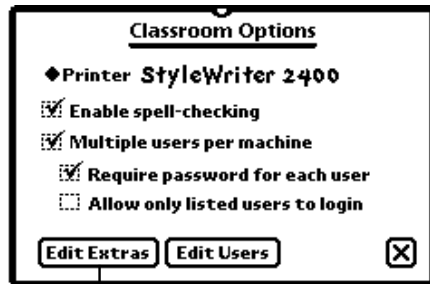 Classroom Options
◆Printer StyleWriter 2400
Enable spell-checking
Multiple users per machine
Require password for each user
Allow only listed users to login
Edit Extras Edit Users